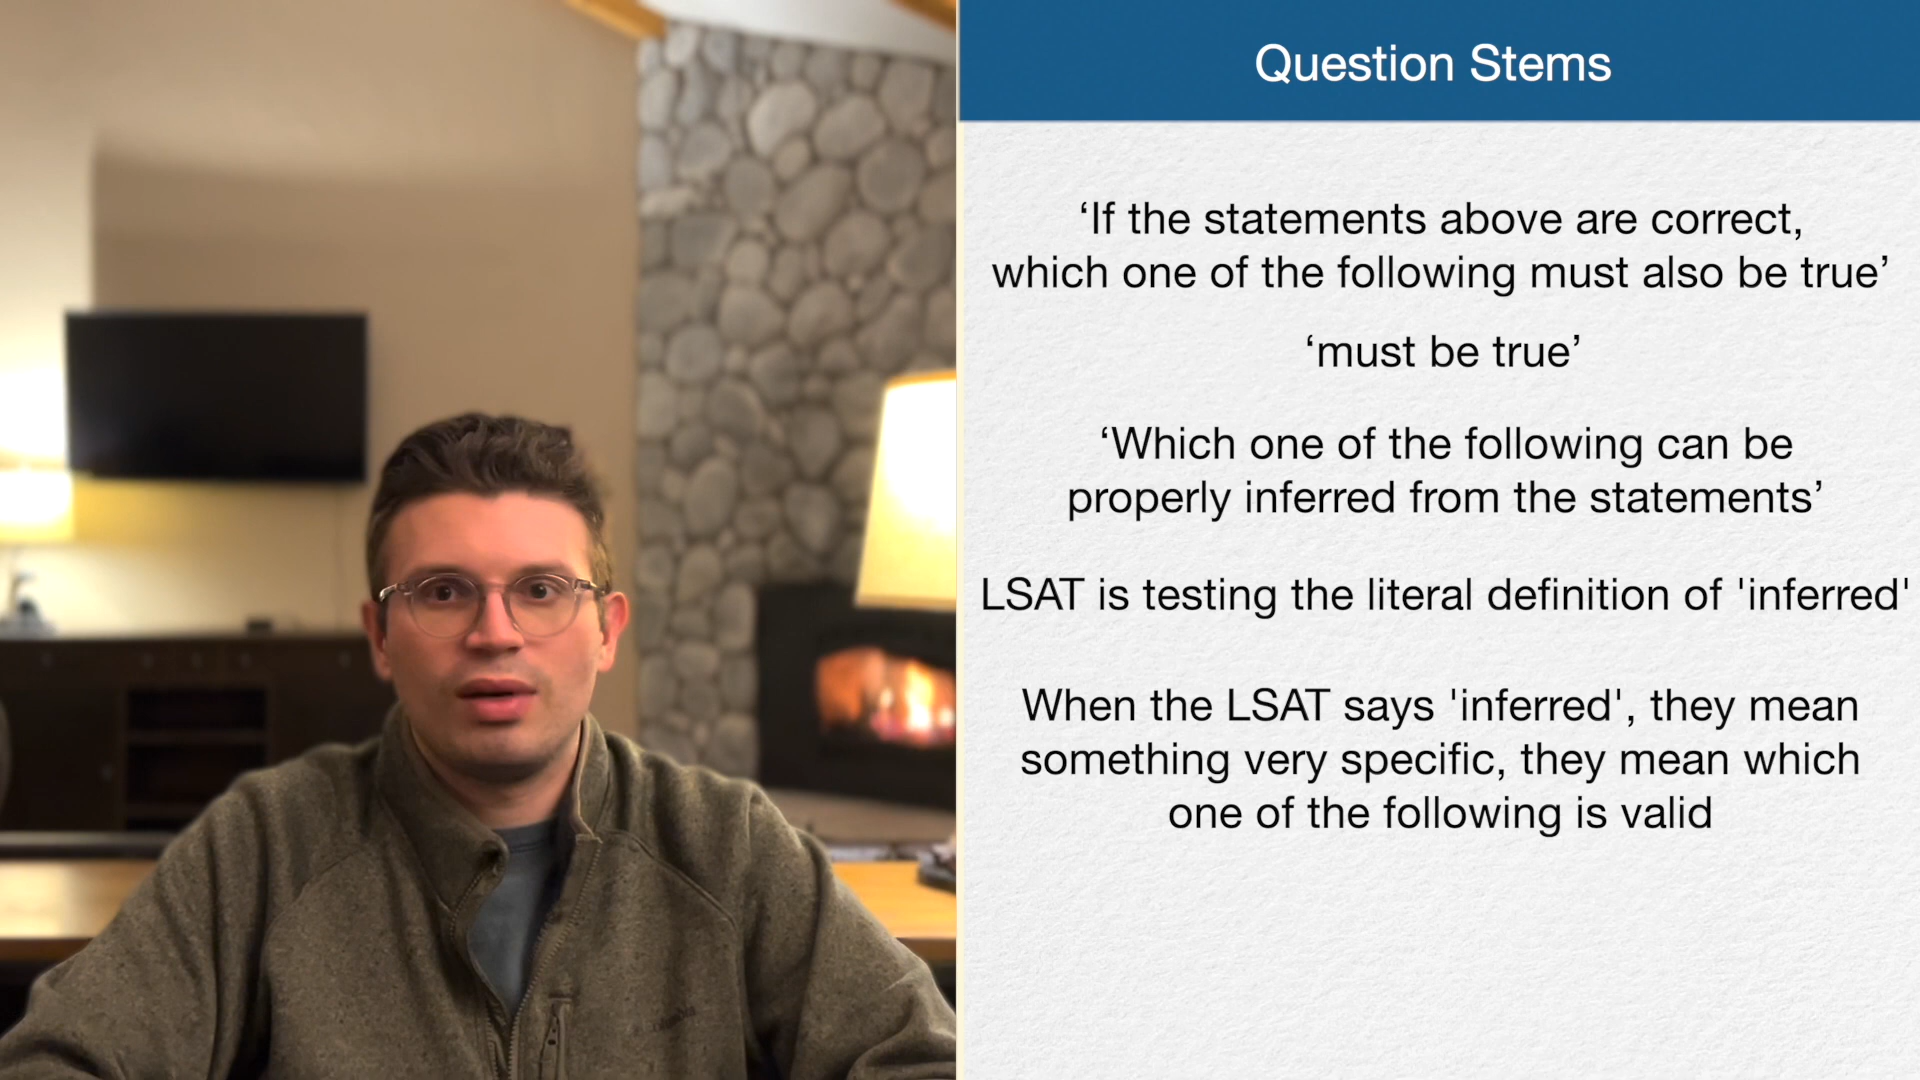 Question Stems
‘If the statements above are correct,
which one of the following must also be true’
‘must be true’
‘Which one of the following can be
properly inferred from the statements’
LSAT is testing the literal definition of 'inferred'
When the LSAT says 'inferred', they mean
something very specific, they mean which
one of the following is valid